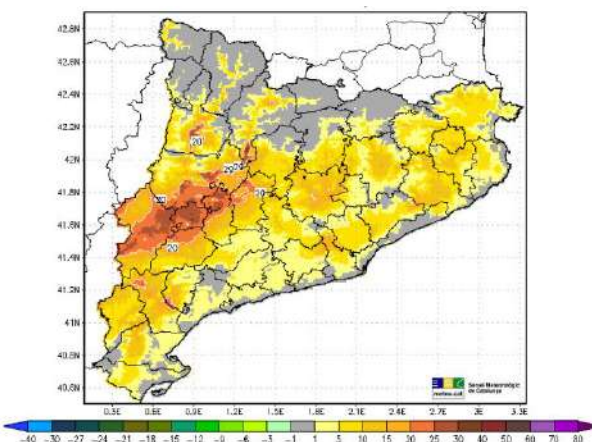 42.8N
42.6N
42.4N
42.2N
42N
41.8N
41.6N
41.4N
41.2N
41N
40.8N
40.6N
20
20
20
20
20
20
0.3E 0.6E 0.9E 1.2E 1.5E 1.8E 2.1E 2.4E 2.7E 3E 3.3E
meteo.cat
Servei Meteorològic
de Catalunya
-40 -30 -27 -24 -21 -18 -15 -12 -9 -6 -3 -1 1 5 10 15 20 25 30 40 50 60 70 80